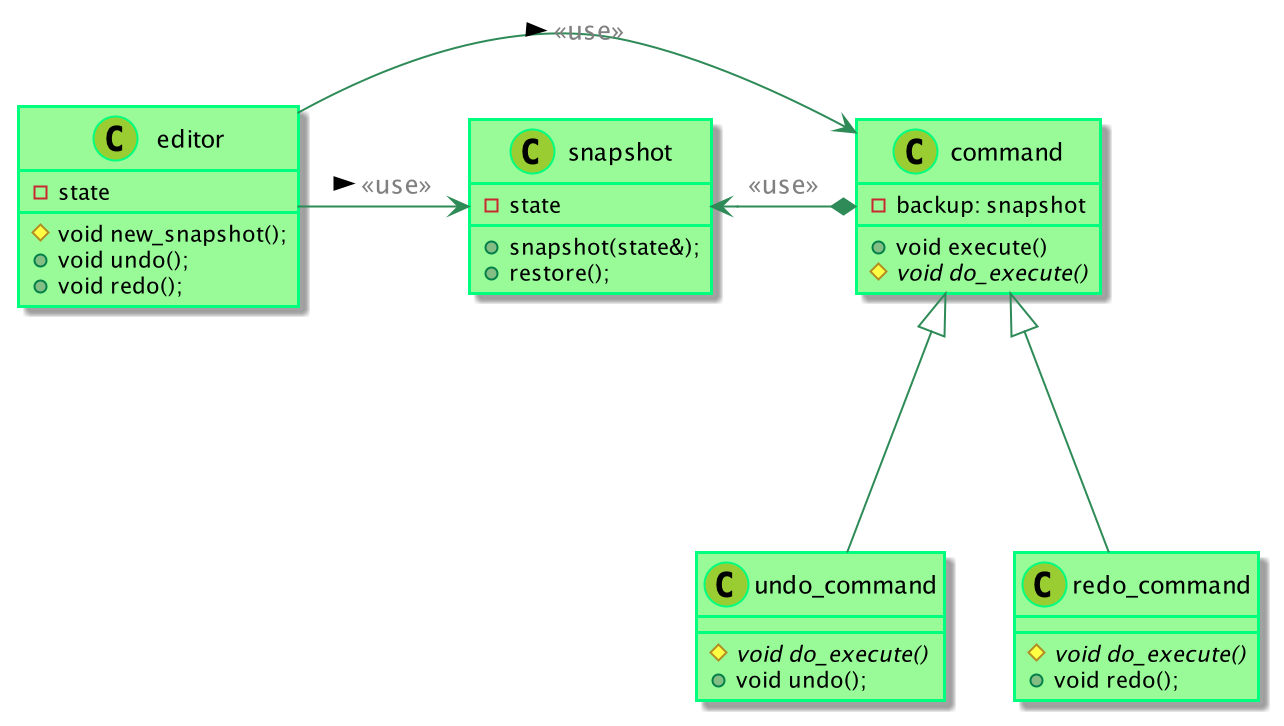 «use»
C editor
state
void new_snapshot();
void undo();
void redo();
«use»
C snapshot
state
snapshot(state&);
restore();
«use»
C command
backup: snapshot
void execute()
void do_execute()
C undo_command
void do_execute()
void undo();
C redo_command
void do_execute()
void redo();